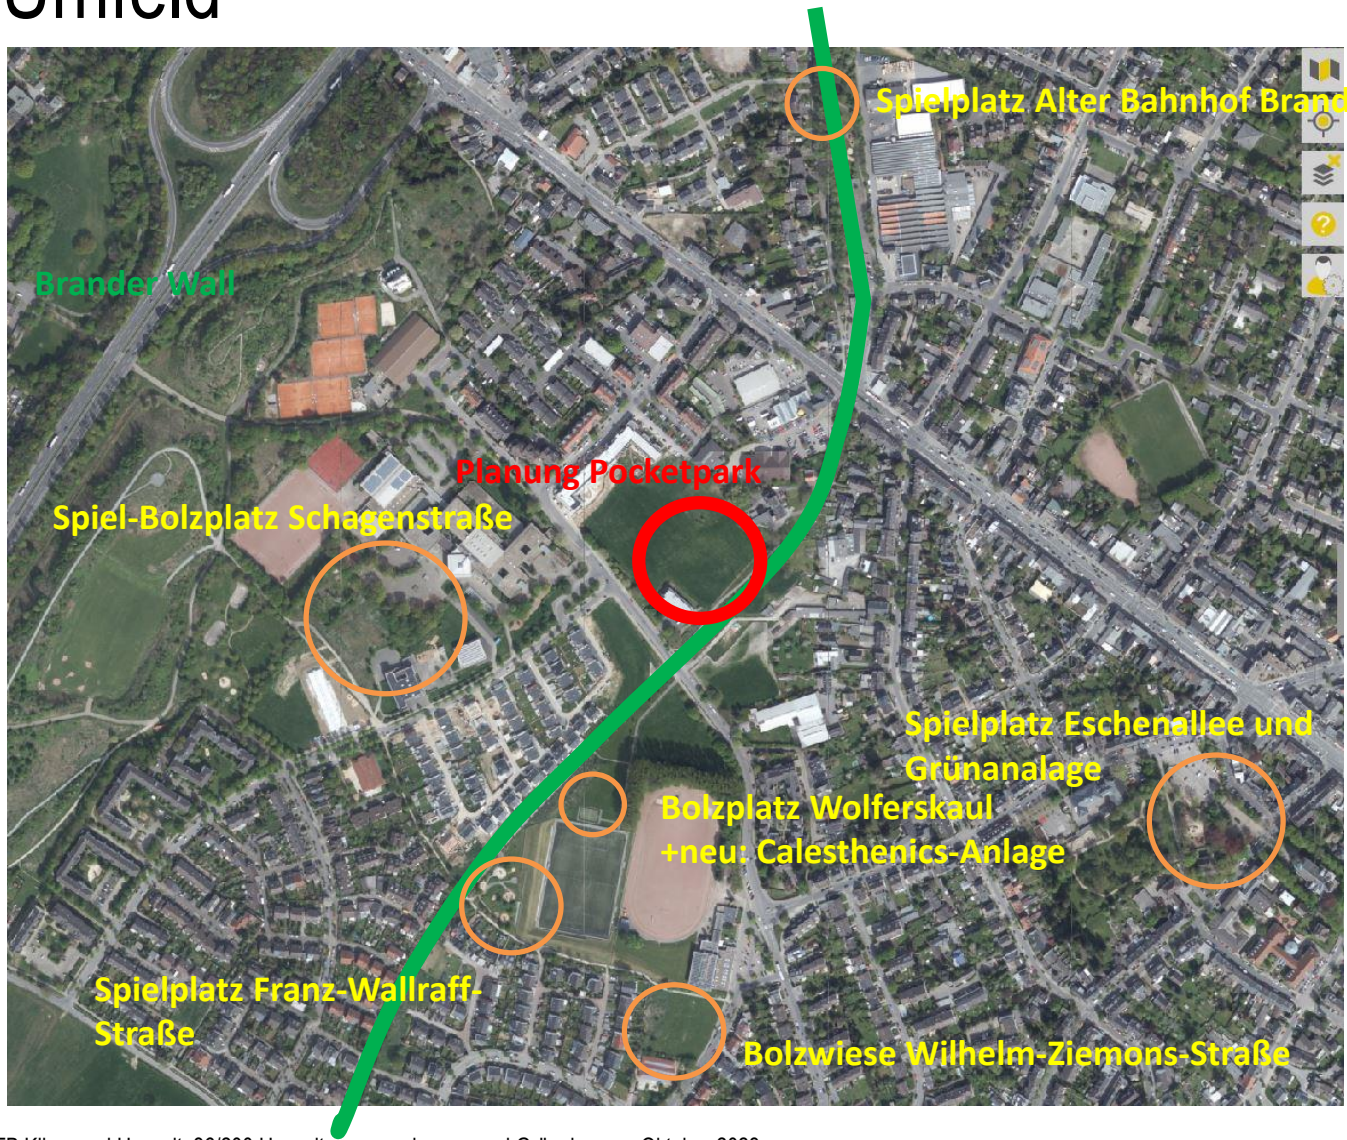 Umfeld
Spielplatz Alter Bahnhof Brand
Brander Wall
Planung Pocketpark
Spiel-Bolzplatz Schagenstraße
Spielplatz Eschenallee und
Grünanalage
Bolzplatz Wolferskaul
+neu: Calesthenics-Anlage
Spielplatz Franz-Wallraff-
Straße
Bolzwiese Wilhelm-Ziemons-Straße